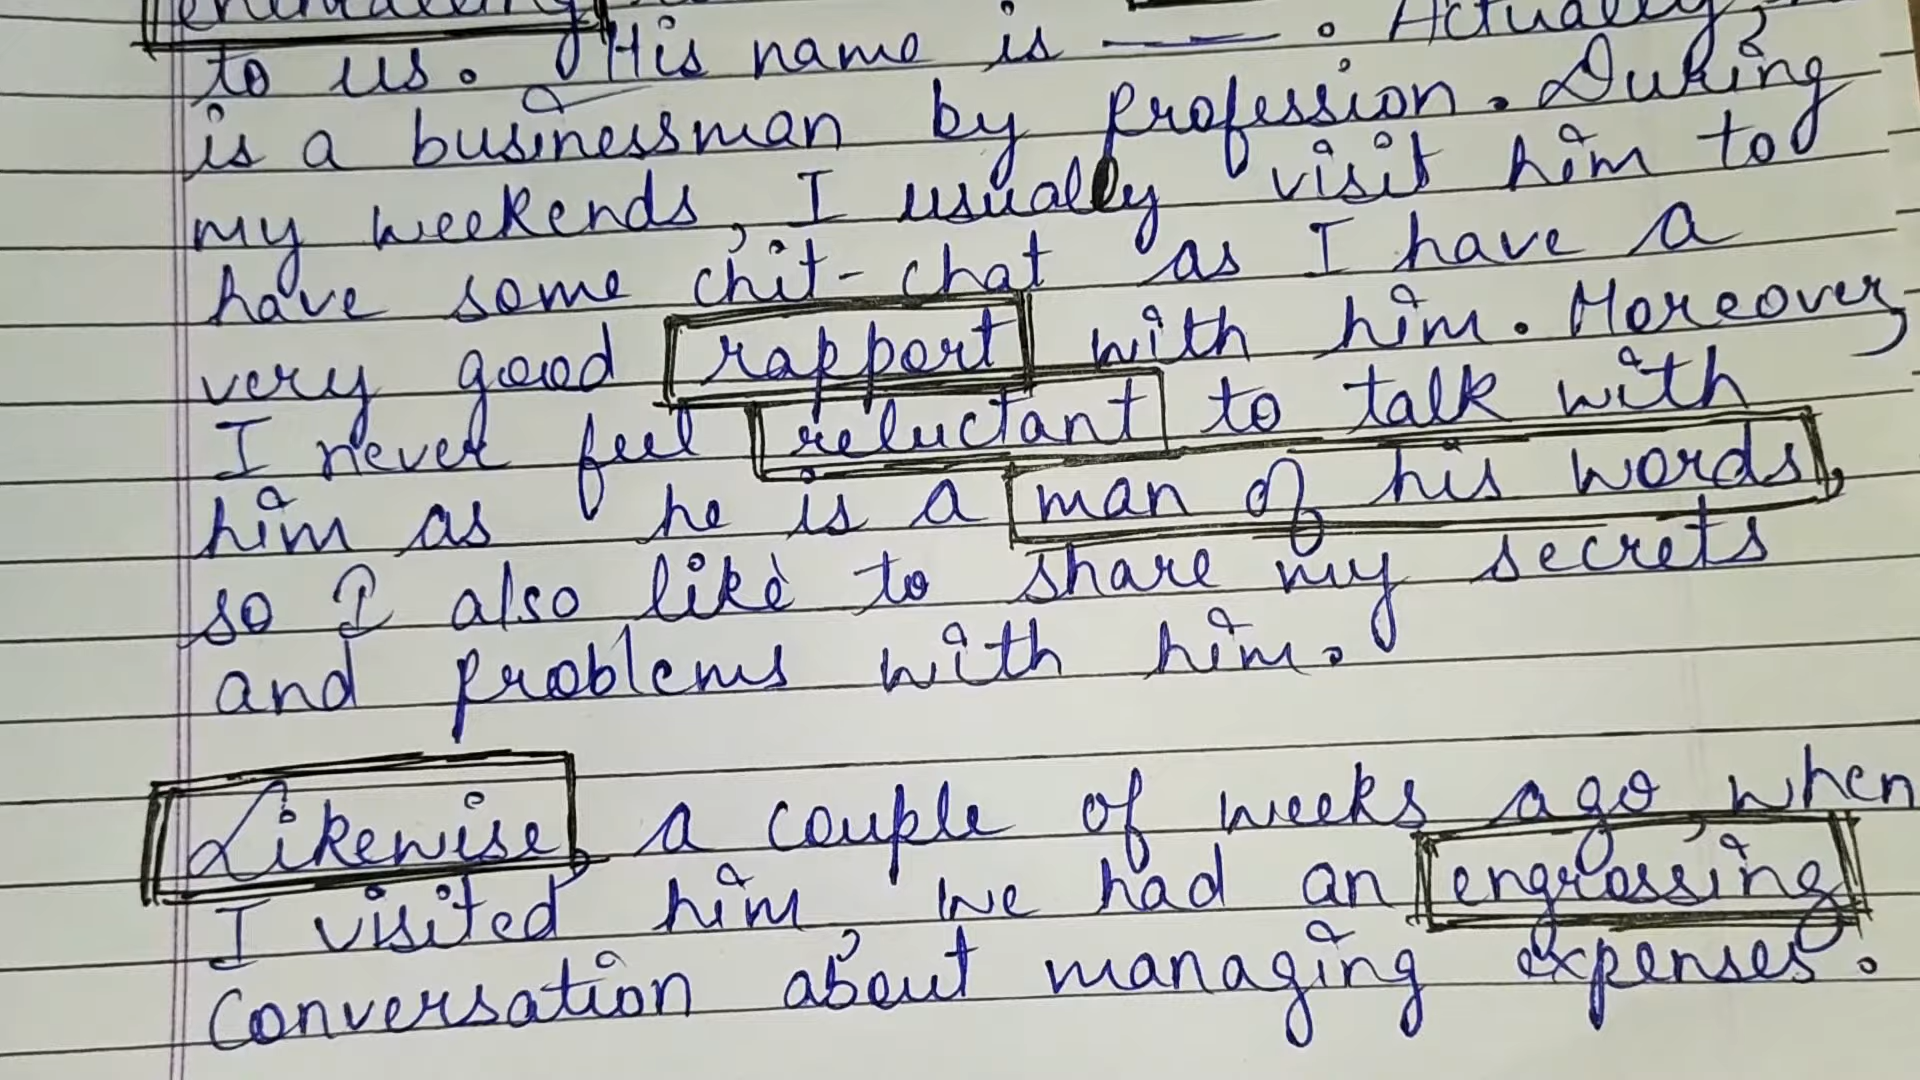 to us. His name is ——. Actually,
is a businessman by profession. During
my weekends, I usually visit him to
have some chit-chat as I have a
very good rapport with him. Moreover,
I never feel reluctant to talk with
him as he is a man of his words,
so I also like to share my secrets
and problems with him.
Likewise, a couple of weeks ago, when
I visited him, we had an engrossing
conversation about managing expenses.